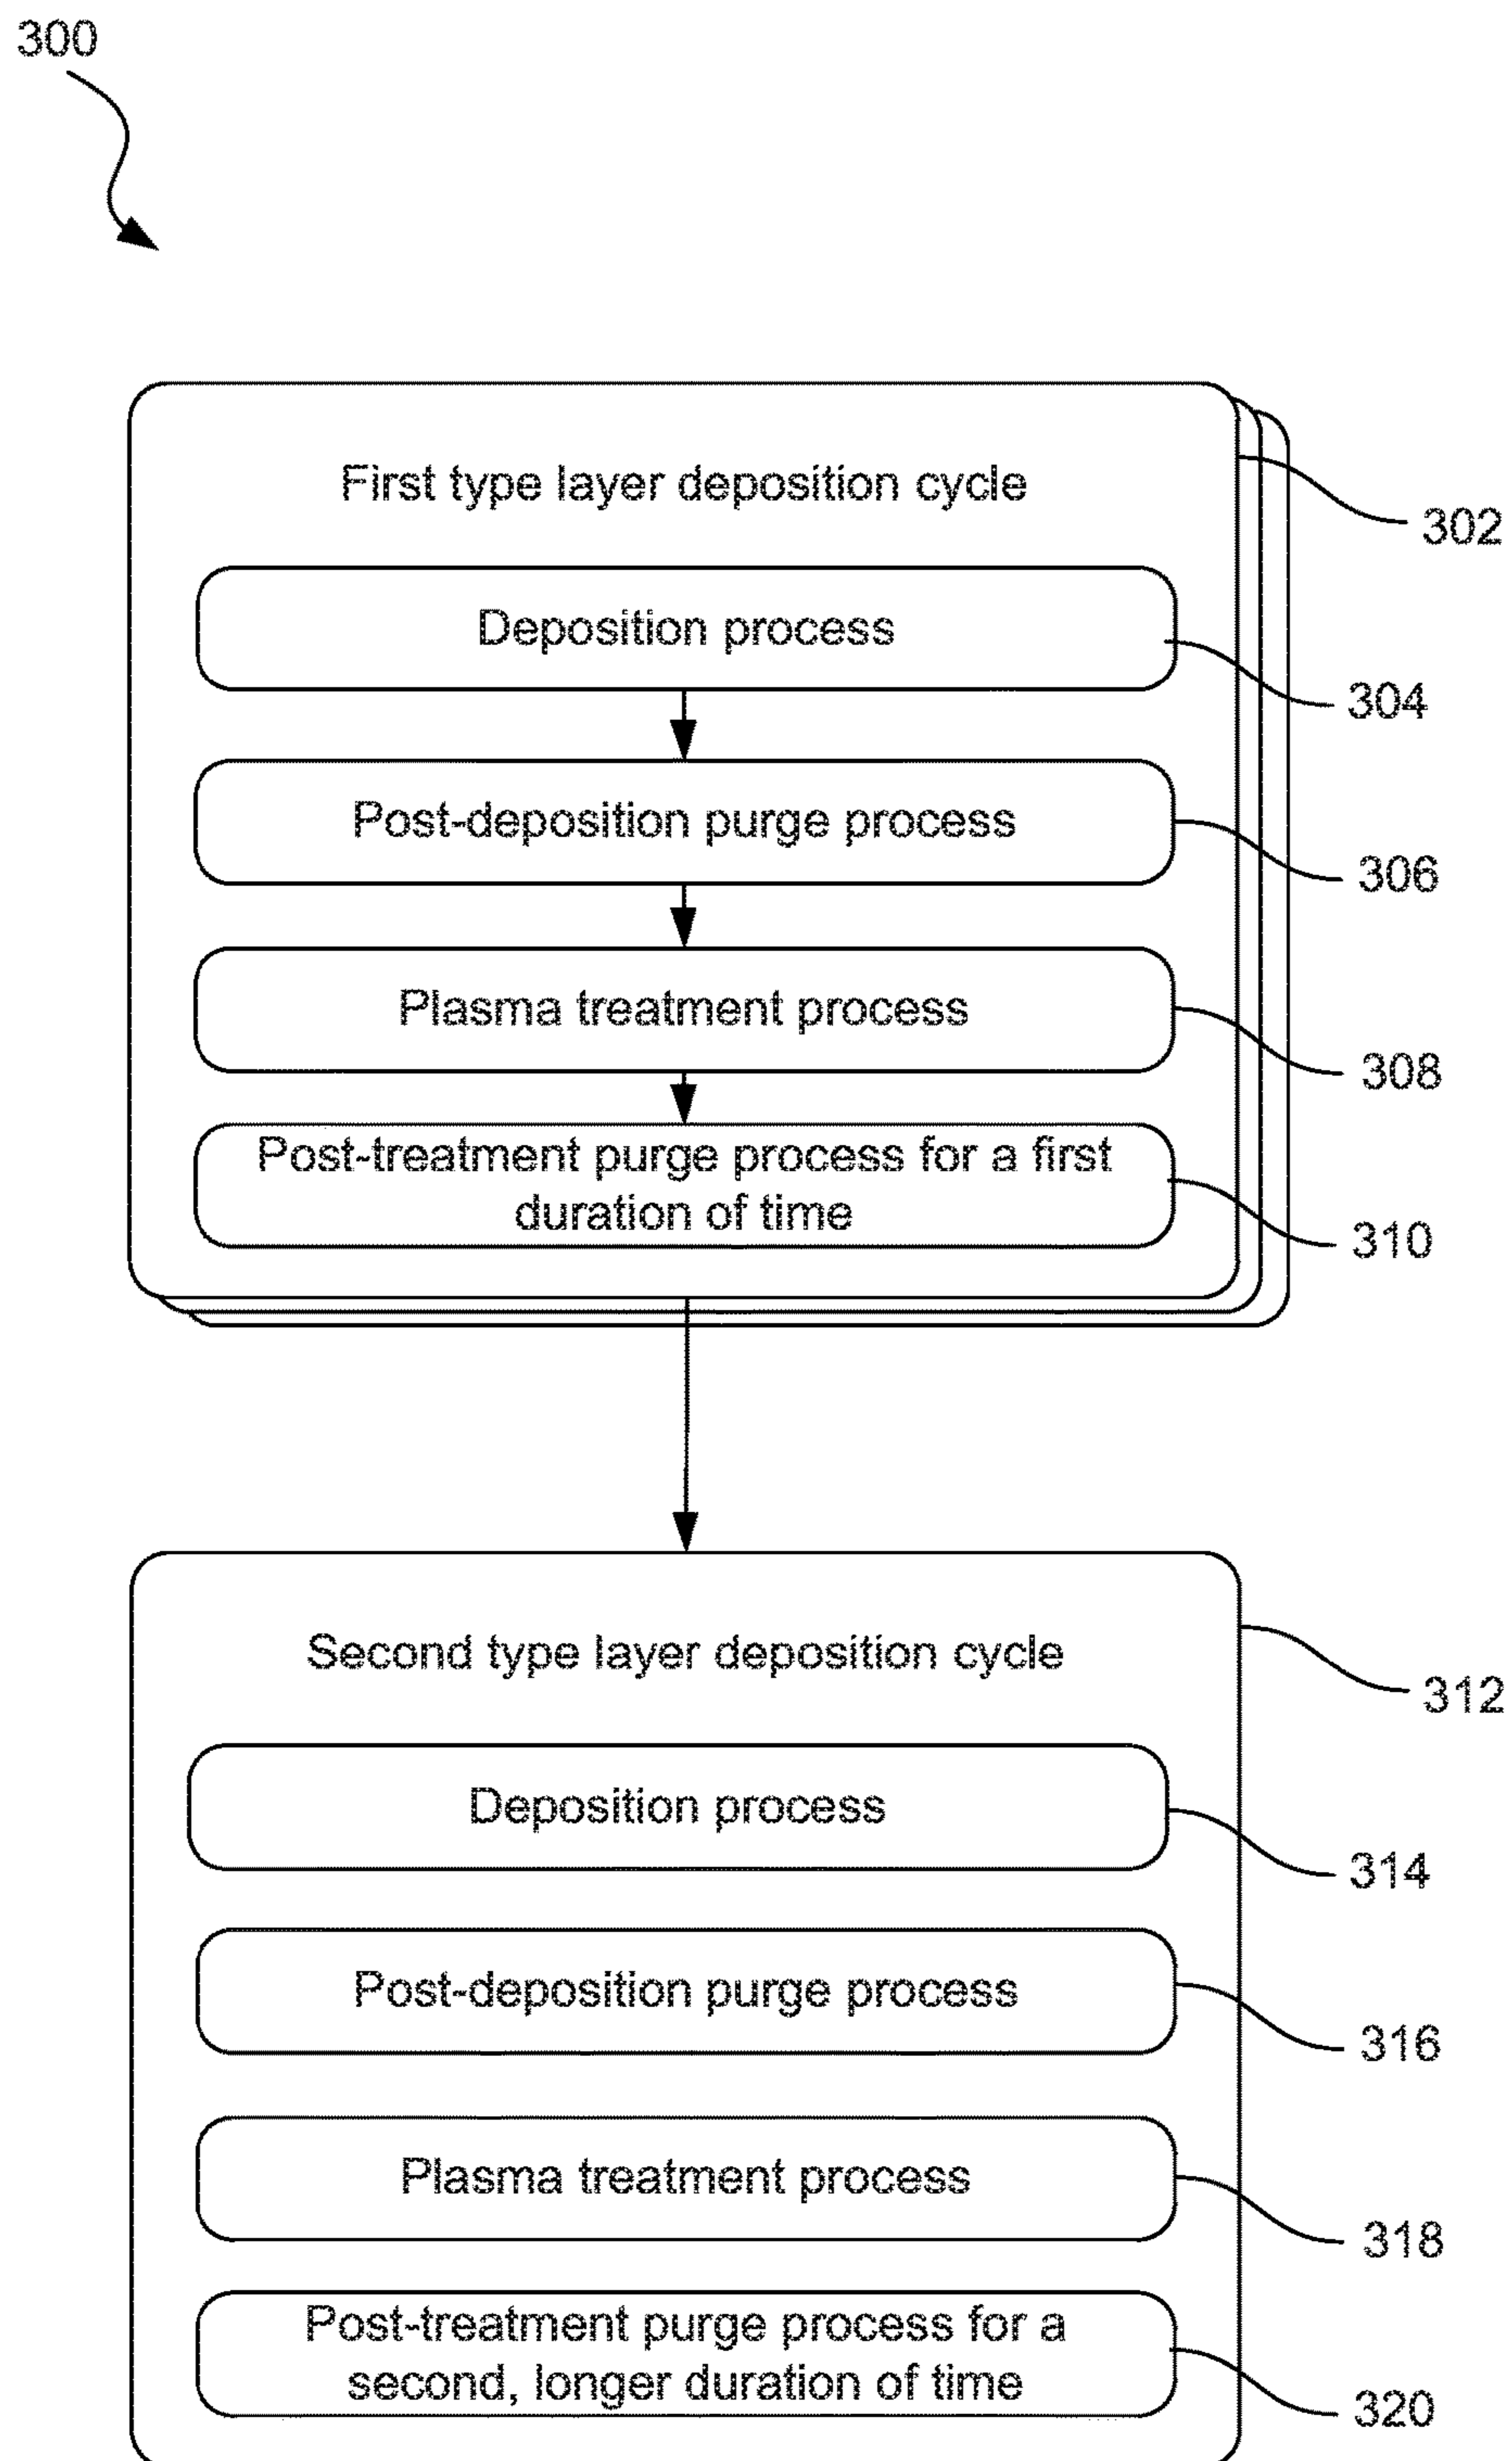 300
First type layer deposition cycle
302
Deposition process
304
Post-deposition purge process
306
Plasma treatment process
308
Post-treatment purge process for a first
duration of time
310
Second type layer deposition cycle
312
Deposition process
314
Post-deposition purge process
316
Plasma treatment process
318
Post-treatment purge process for a
second, longer duration of time
320